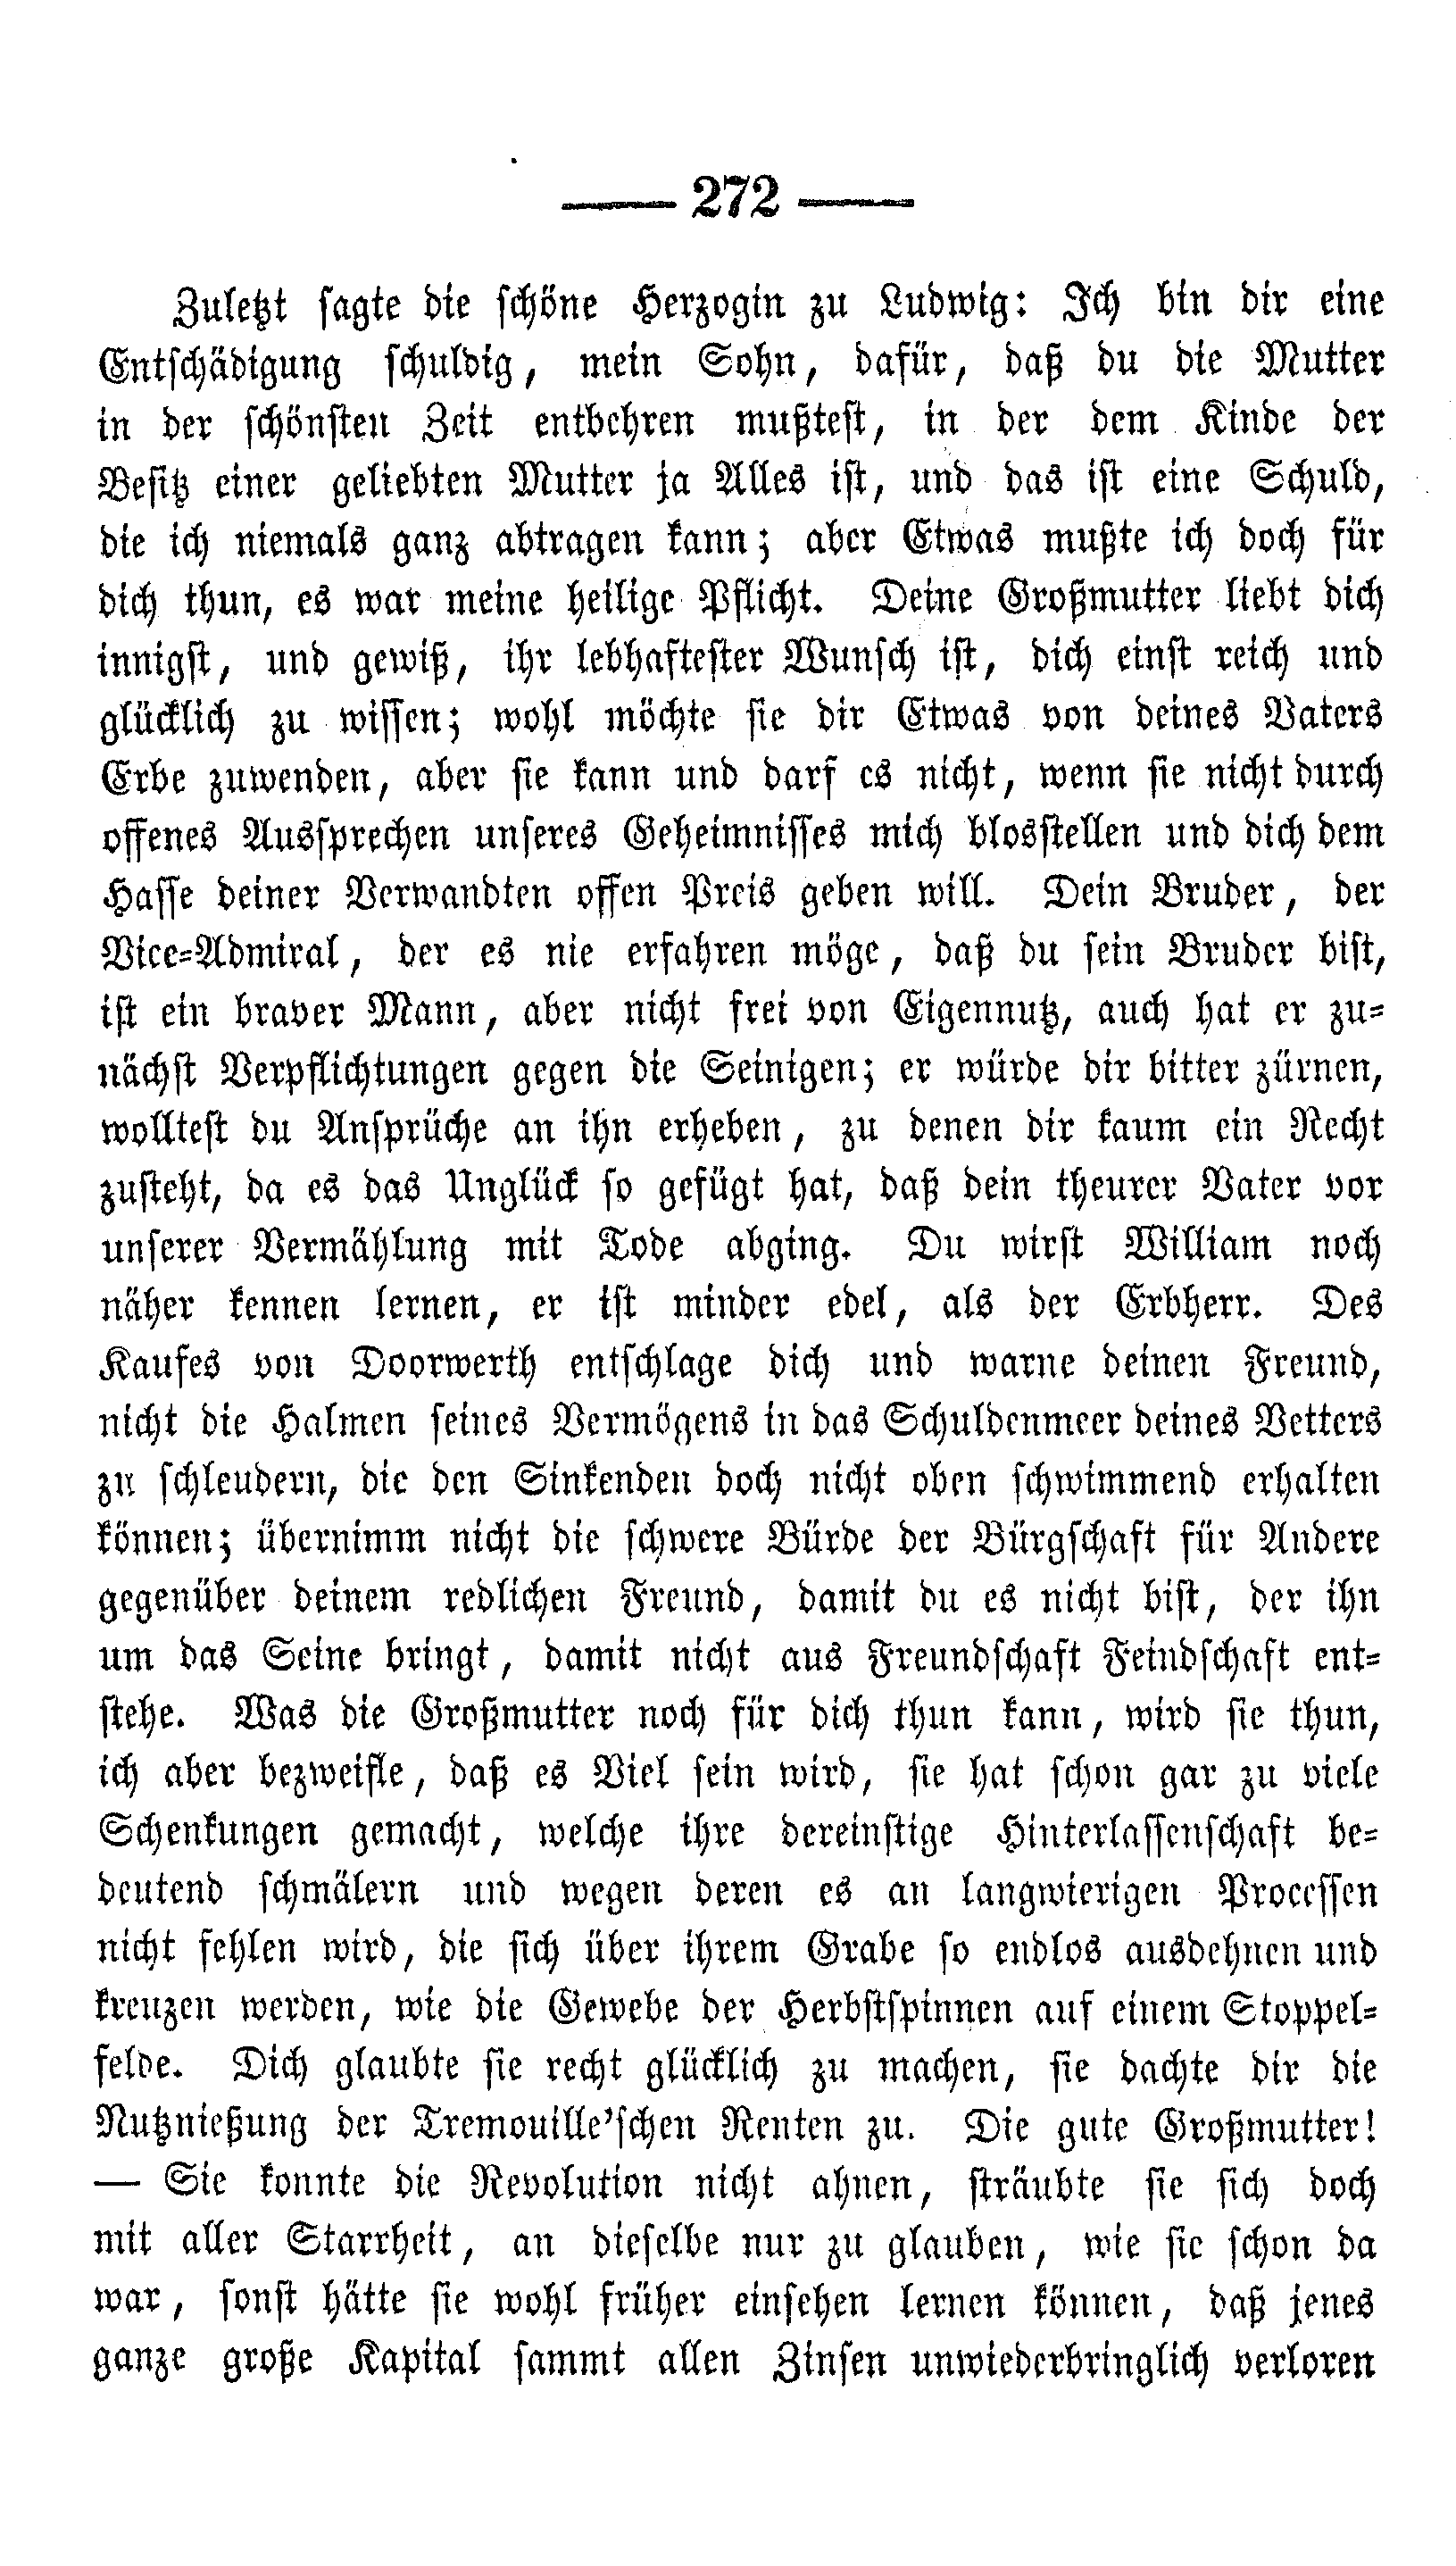 — 272 —
Zuletzt sagte die schöne Herzogin zu Ludwig: Ich bin dir eine
Entschädigung schuldig, mein Sohn, dafür, daß du die Mutter
in der schönsten Zeit entbehren mußtest, in der dem Kinde der
Besitz einer geliebten Mutter ja Alles ist, und das ist eine Schuld,
die ich niemals ganz abtragen kann; aber Etwas mußte ich doch für
dich thun, es war meine heilige Pflicht. Deine Großmutter liebt dich
innigst, und gewiß, ihr lebhaftester Wunsch ist, dich einst reich und
glücklich zu wissen; wohl möchte sie dir Etwas von deines Vaters
Erbe zuwenden, aber sie kann und darf es nicht, wenn sie nicht durch
offenes Aussprechen unseres Geheimnisses mich blosstellen und dich dem
Hasse deiner Verwandten offen Preis geben will. Dein Bruder, der
Vice-Admiral, der es nie erfahren möge, daß du sein Bruder bist,
ist ein braver Mann, aber nicht frei von Eigennutz, auch hat er zu-
nächst Verpflichtungen gegen die Seinigen; er würde dir bitter zürnen,
wolltest du Ansprüche an ihn erheben, zu denen dir kaum ein Recht
zusteht, da es das Unglück so gefügt hat, daß dein theurer Vater vor
unserer Vermählung mit Tode abging. Du wirst William noch
näher kennen lernen, er ist minder edel, als der Erbherr. Des
Kaufes von Doorwerth entschlage dich und warne deinen Freund,
nicht die Halmen seines Vermögens in das Schuldenmeer deines Vetters
zu schleudern, die den Sinkenden doch nicht oben schwimmend erhalten
können; übernimm nicht die schwere Bürde der Bürgschaft für Andere
gegenüber deinem redlichen Freund, damit du es nicht bist, der ihn
um das Seine bringt, damit nicht aus Freundschaft Feindschaft ent-
stehe. Was die Großmutter noch für dich thun kann, wird sie thun,
ich aber bezweifle, daß es Viel sein wird, sie hat schon gar zu viele
Schenkungen gemacht, welche ihre dereinstige Hinterlassenschaft be-
deutend schmälern und wegen deren es an langwierigen Processen
nicht fehlen wird, die sich über ihrem Grabe so endlos ausdehnen und
kreuzen werden, wie die Gewebe der Herbstspinnen auf einem Stoppel-
felde. Dich glaubte sie recht glücklich zu machen, sie dachte dir die
Nutznießung der Tremouille'schen Renten zu. Die gute Großmutter!
— Sie konnte die Revolution nicht ahnen, sträubte sie sich doch
mit aller Starrheit, an dieselbe nur zu glauben, wie sie schon da
war, sonst hätte sie wohl früher einsehen lernen können, daß jenes
ganze große Kapital sammt allen Zinsen unwiederbringlich verloren